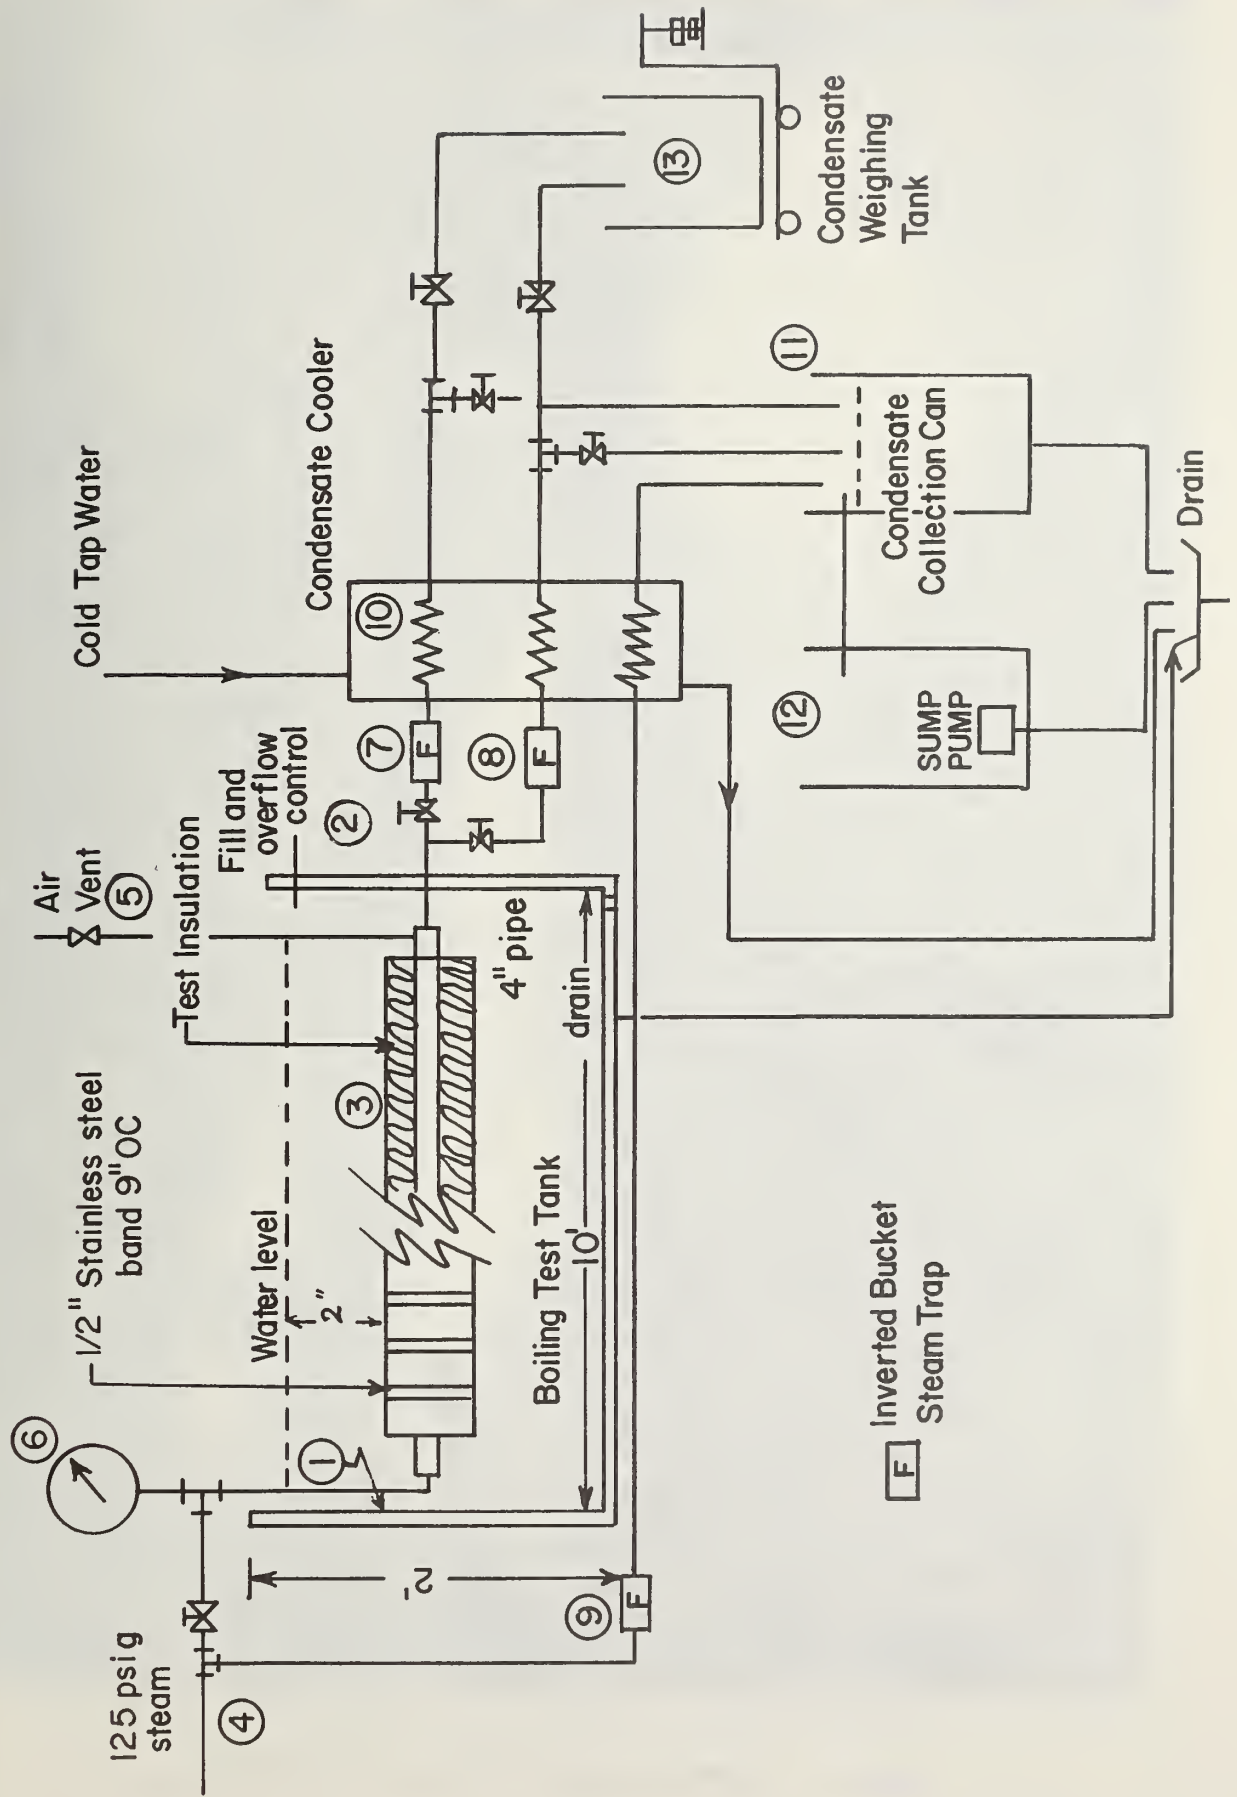 125 psig
steam
4
6
1/2" Stainless steel
band 9"OC
Air
Vent
5
Test Insulation
Cold Tap Water
Water level
2"
1
3
Fill and
overflow
control
2
7
F
8
F
10
Condensate Cooler
4" pipe
2'
Boiling Test Tank
10'
drain
9
F
13
Condensate
Weighing
Tank
11
Condensate
Collection Can
12
SUMP
PUMP
Drain
F
Inverted Bucket
Steam Trap